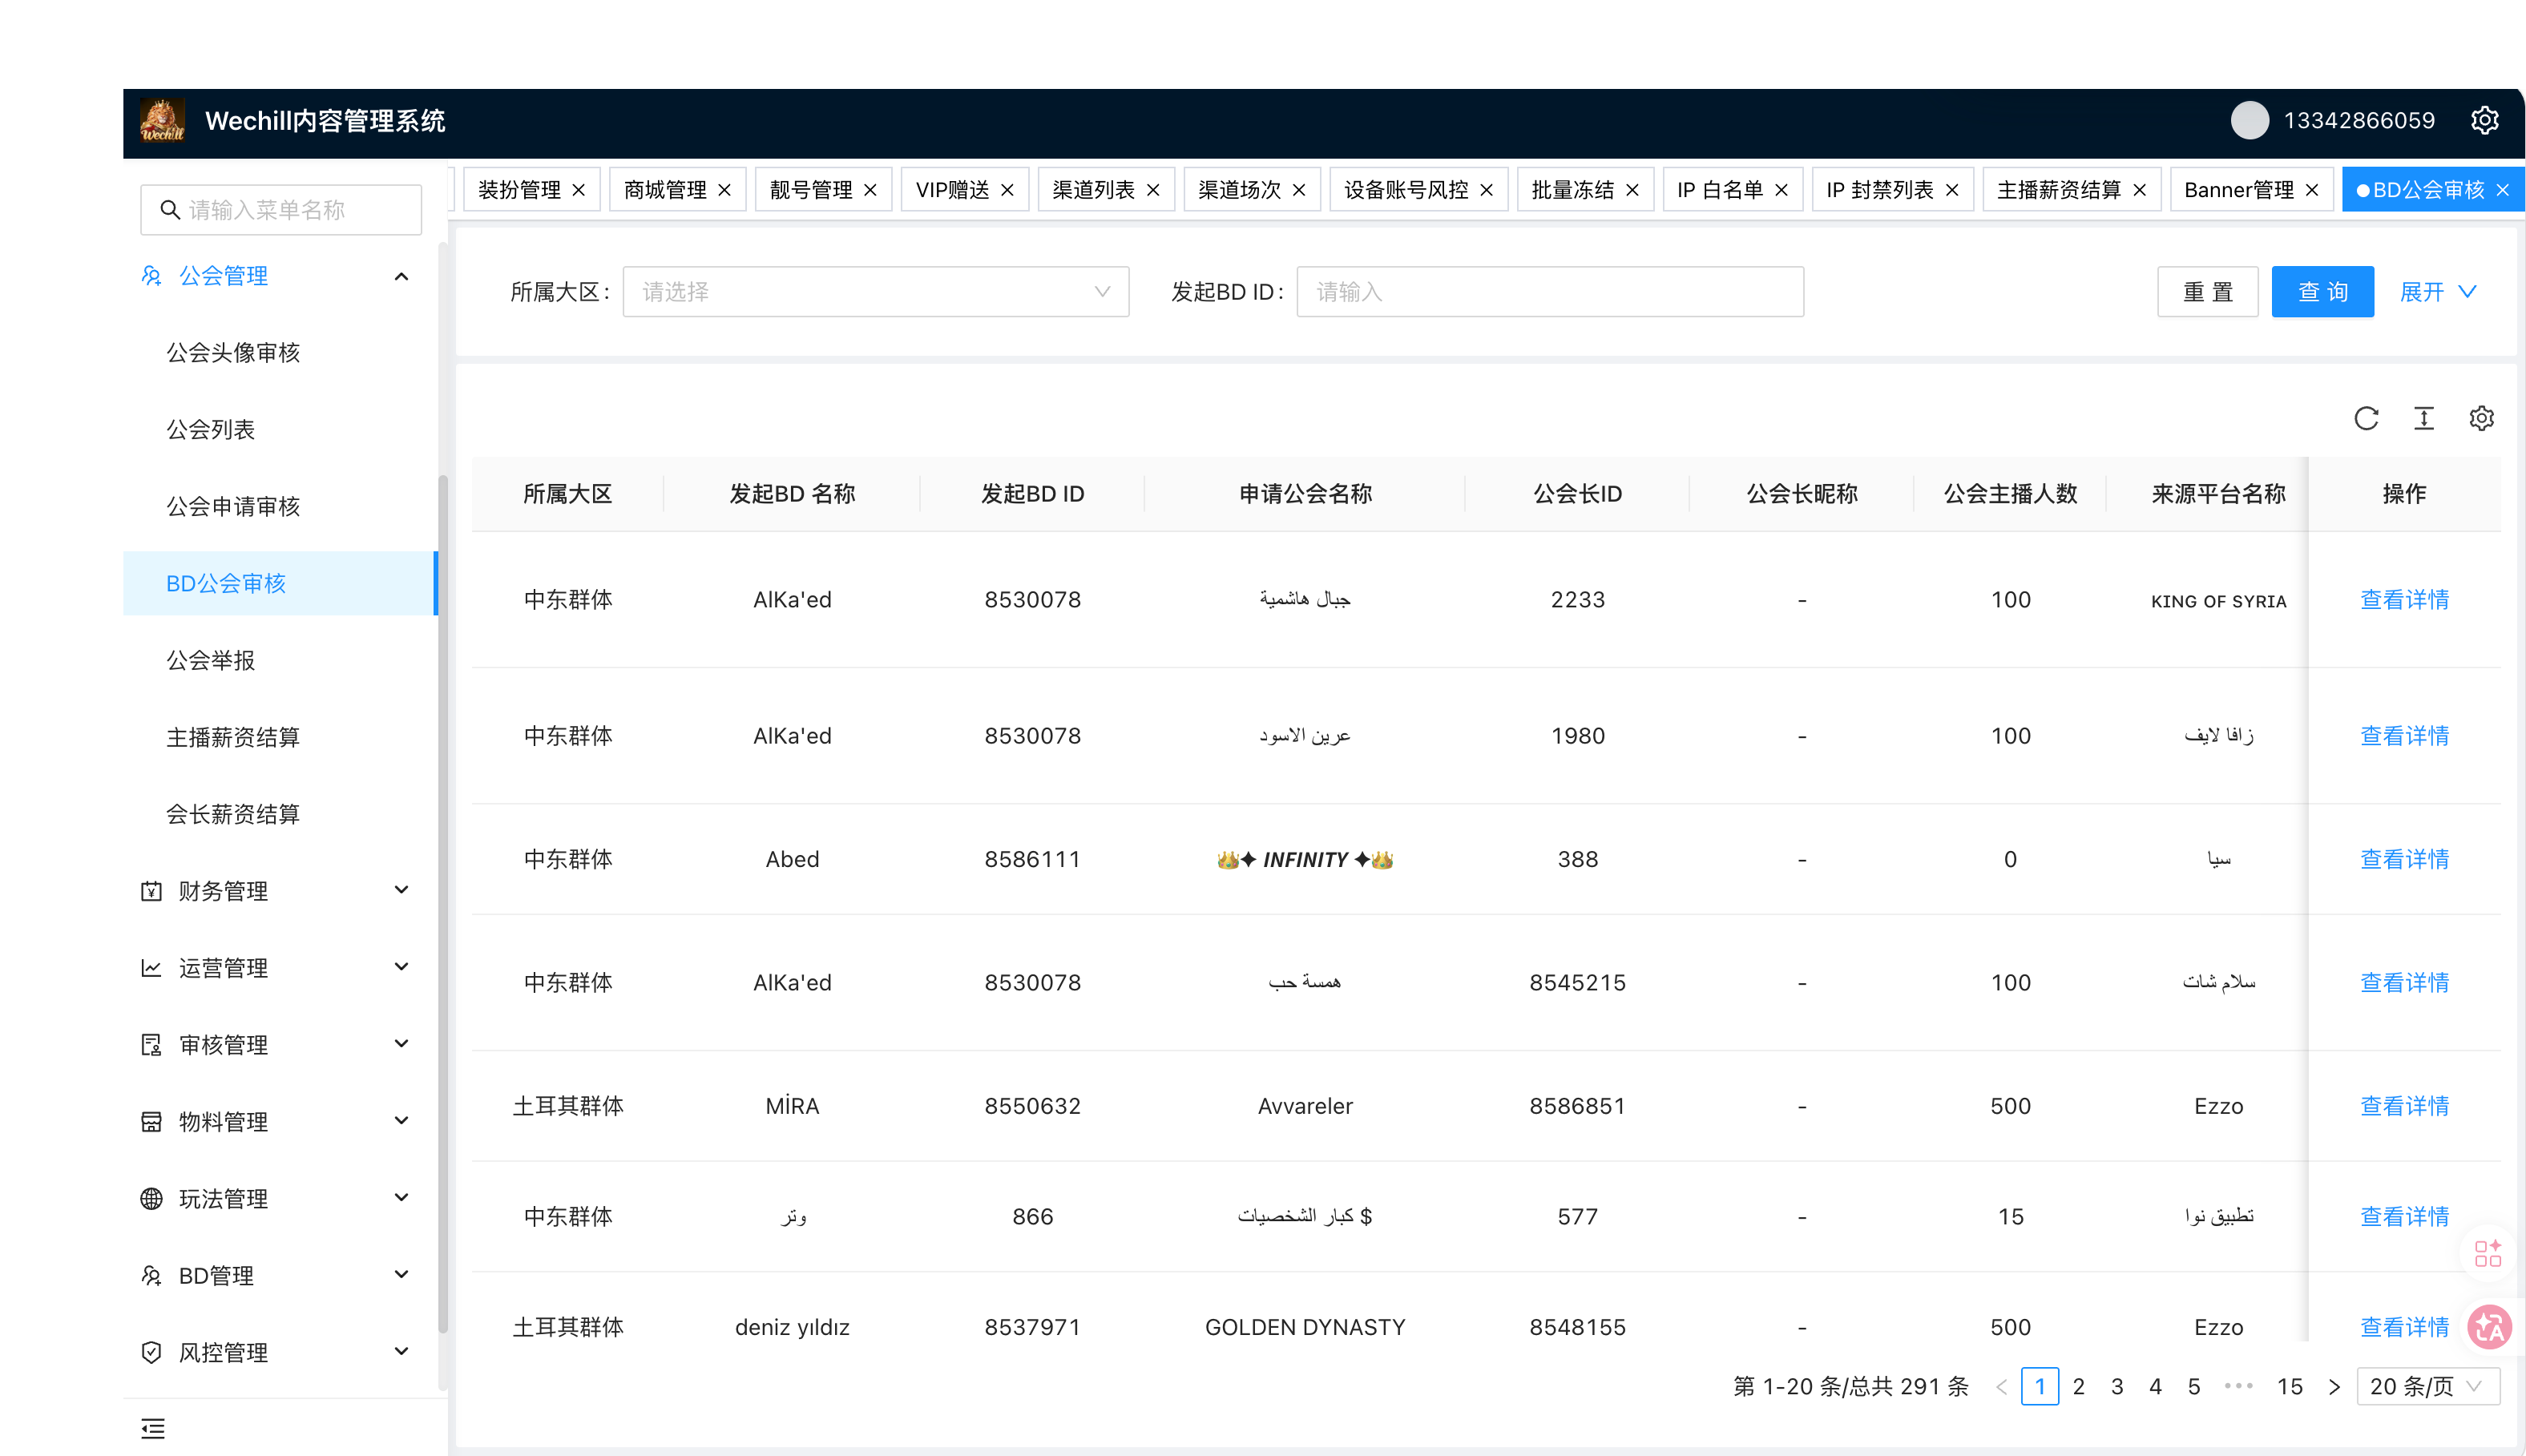 Wechill
Wechill内容管理系统
13342866059
装扮管理
商城管理
靓号管理
VIP赠送
渠道列表
渠道场次
设备账号风控
批量冻结
IP 白名单
IP 封禁列表
主播薪资结算
Banner管理
BD公会审核
请输入菜单名称
公会管理
公会头像审核
公会列表
公会申请审核
BD公会审核
公会举报
主播薪资结算
会长薪资结算
财务管理
运营管理
审核管理
物料管理
玩法管理
BD管理
风控管理
所属大区: 请选择 发起BD ID: 请输入 重 置 查 询 展开
所属大区 发起BD 名称 发起BD ID 申请公会名称 公会长ID 公会长昵称 公会主播人数 来源平台名称 操作
中东群体 AlKa'ed 8530078 جبال هاشمية 2233 - 100 ᴋɪɴɢ ᴏғ sʏʀɪᴀ 查看详情
中东群体 AlKa'ed 8530078 عرين الاسود 1980 - 100 زافا لايف 查看详情
中东群体 Abed 8586111 👑✦ INFINITY ✦👑 388 - 0 سيا 查看详情
中东群体 AlKa'ed 8530078 همسة حب 8545215 - 100 سلام شات 查看详情
土耳其群体 MİRA 8550632 Avvareler 8586851 - 500 Ezzo 查看详情
中东群体 وتر 866 $ كبار الشخصيات 577 - 15 تطبيق نوا 查看详情
土耳其群体 deniz yıldız 8537971 GOLDEN DYNASTY 8548155 - 500 Ezzo 查看详情
第 1-20 条/总共 291 条 1 2 3 4 5 ••• 15 20 条/页